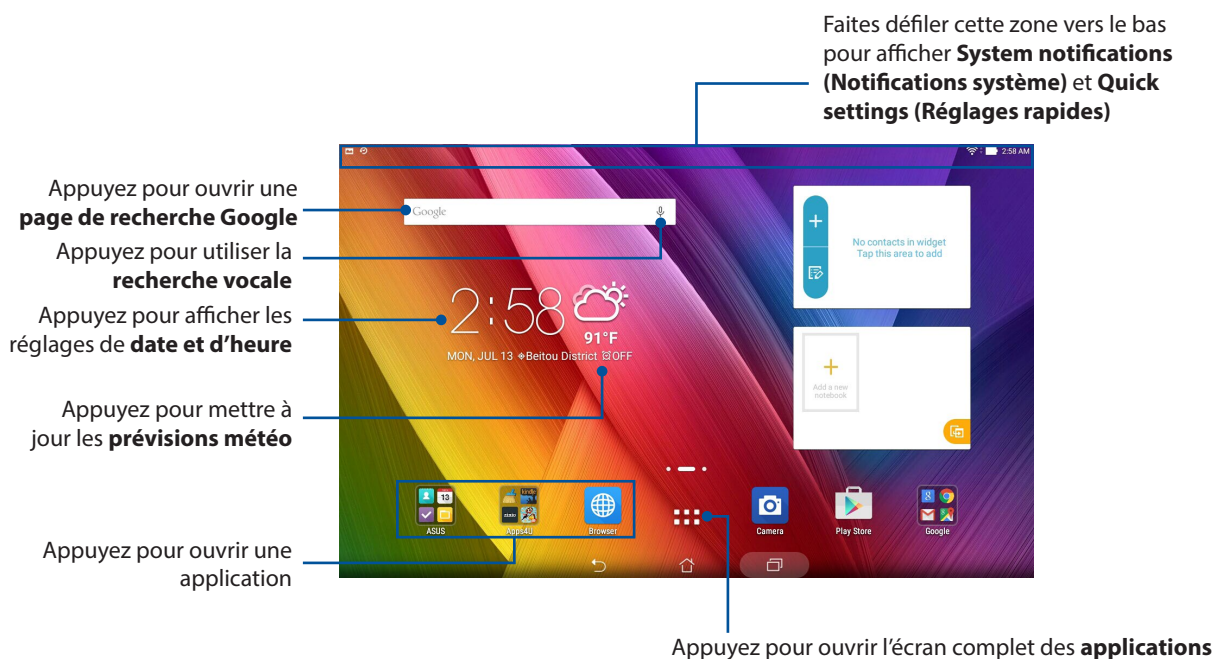 Faites défiler cette zone vers le bas
pour afficher System notifications
(Notifications système) et Quick
settings (Réglages rapides)
2:58 AM
Appuyez pour ouvrir une
page de recherche Google
Google
Appuyez pour utiliser la
recherche vocale
No contacts in widget
Tap this area to add
Appuyez pour afficher les
réglages de date et d'heure
2:58
91°F
MON, JUL 13 Beitou District OFF
Add a new
notebook
Appuyez pour mettre à
jour les prévisions météo
13
kindle
zinio
8
ASUS
Apps4U
Browser
Camera
Play Store
Google
Appuyez pour ouvrir une
application
Appuyez pour ouvrir l'écran complet des applications